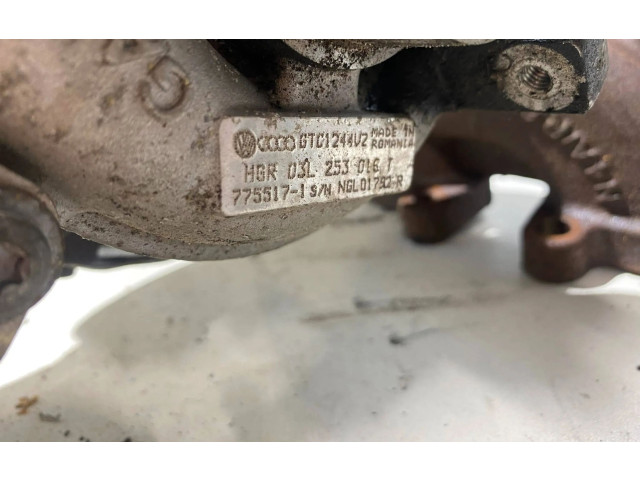 GTC1244VZ MADE IN ROMANIA
HGR 03L 253 016 T
775517-1 S/N NGL01782-R